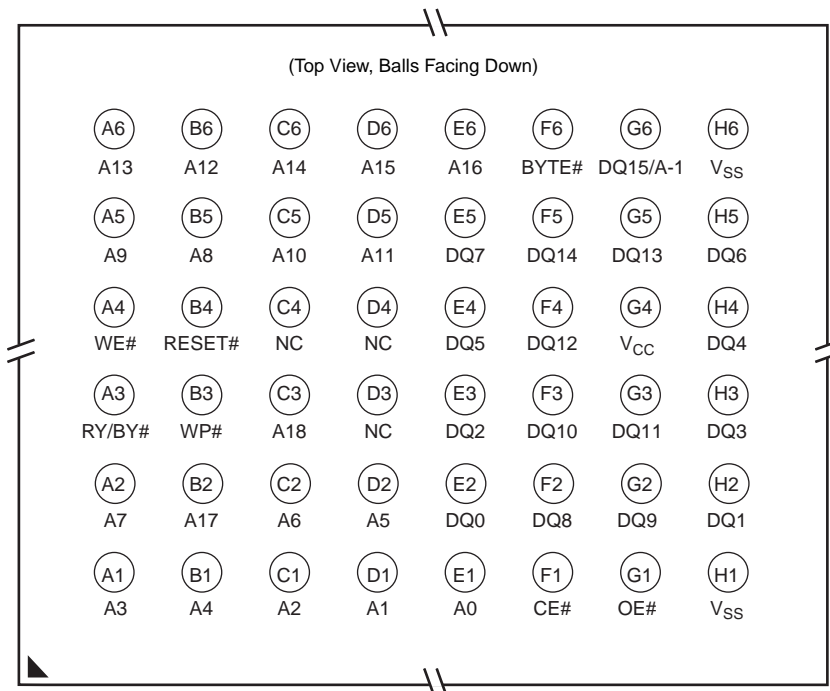 (Top View, Balls Facing Down)
A6 B6 C6 D6 E6 F6 G6 H6
A13 A12 A14 A15 A16 BYTE# DQ15/A-1 VSS
A5 B5 C5 D5 E5 F5 G5 H5
A9 A8 A10 A11 DQ7 DQ14 DQ13 DQ6
A4 B4 C4 D4 E4 F4 G4 H4
WE# RESET# NC NC DQ5 DQ12 VCC DQ4
A3 B3 C3 D3 E3 F3 G3 H3
RY/BY# WP# A18 NC DQ2 DQ10 DQ11 DQ3
A2 B2 C2 D2 E2 F2 G2 H2
A7 A17 A6 A5 DQ0 DQ8 DQ9 DQ1
A1 B1 C1 D1 E1 F1 G1 H1
A3 A4 A2 A1 A0 CE# OE# VSS